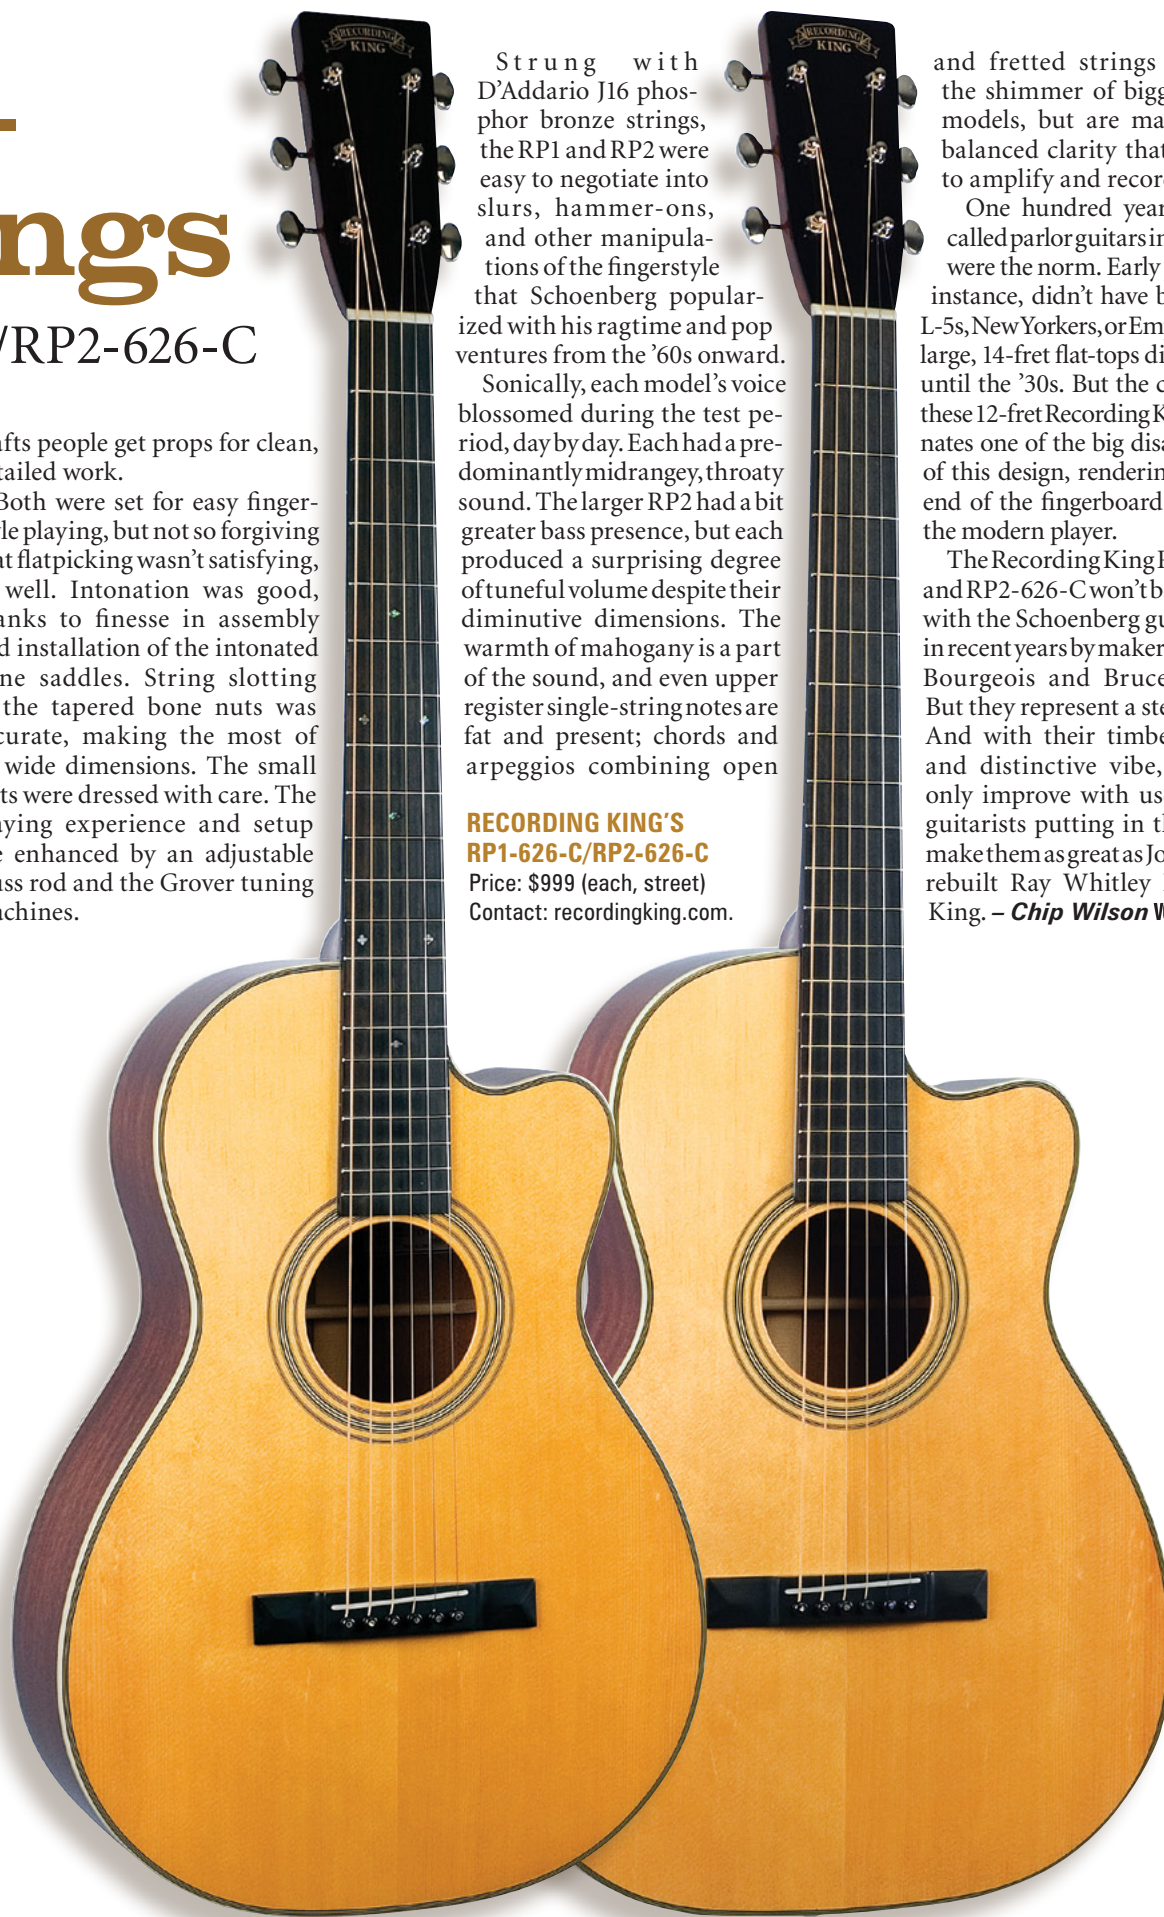 ngs
/RP2-626-C
afts people get props for clean,
tailed work.
Both were set for easy finger-
le playing, but not so forgiving
at flatpicking wasn't satisfying,
well. Intonation was good,
anks to finesse in assembly
d installation of the intonated
ne saddles. String slotting
the tapered bone nuts was
curate, making the most of
wide dimensions. The small
ts were dressed with care. The
aying experience and setup
e enhanced by an adjustable
uss rod and the Grover tuning
achines.
RECORDING
KING
Strung with
D'Addario J16 phos-
phor bronze strings,
the RP1 and RP2 were
easy to negotiate into
slurs, hammer-ons,
and other manipula-
tions of the fingerstyle
that Schoenberg popular-
ized with his ragtime and pop
ventures from the '60s onward.
Sonically, each model's voice
blossomed during the test pe-
riod, day by day. Each had a pre-
dominantly midrangey, throaty
sound. The larger RP2 had a bit
greater bass presence, but each
produced a surprising degree
of tuneful volume despite their
diminutive dimensions. The
warmth of mahogany is a part
of the sound, and even upper
register single-string notes are
fat and present; chords and
arpeggios combining open
RECORDING KING'S
RP1-626-C/RP2-626-C
Price: $999 (each, street)
Contact: recordingking.com.
RECORDING
KING
and fretted strings
the shimmer of bigg
models, but are ma
balanced clarity that
to amplify and recor
One hundred year
called parlor guitars in
were the norm. Early
instance, didn't have b
L-5s, New Yorkers, or Em
large, 14-fret flat-tops di
until the '30s. But the c
these 12-fret Recording K
nates one of the big disa
of this design, renderin
end of the fingerboard
the modern player.
The Recording King
and RP2-626-C won't b
with the Schoenberg gu
in recent years by maker
Bourgeois and Bruce
But they represent a ste
And with their timbe
and distinctive vibe,
only improve with us
guitarists putting in th
make them as great as Jo
rebuilt Ray Whitley
King. – Chip Wilson